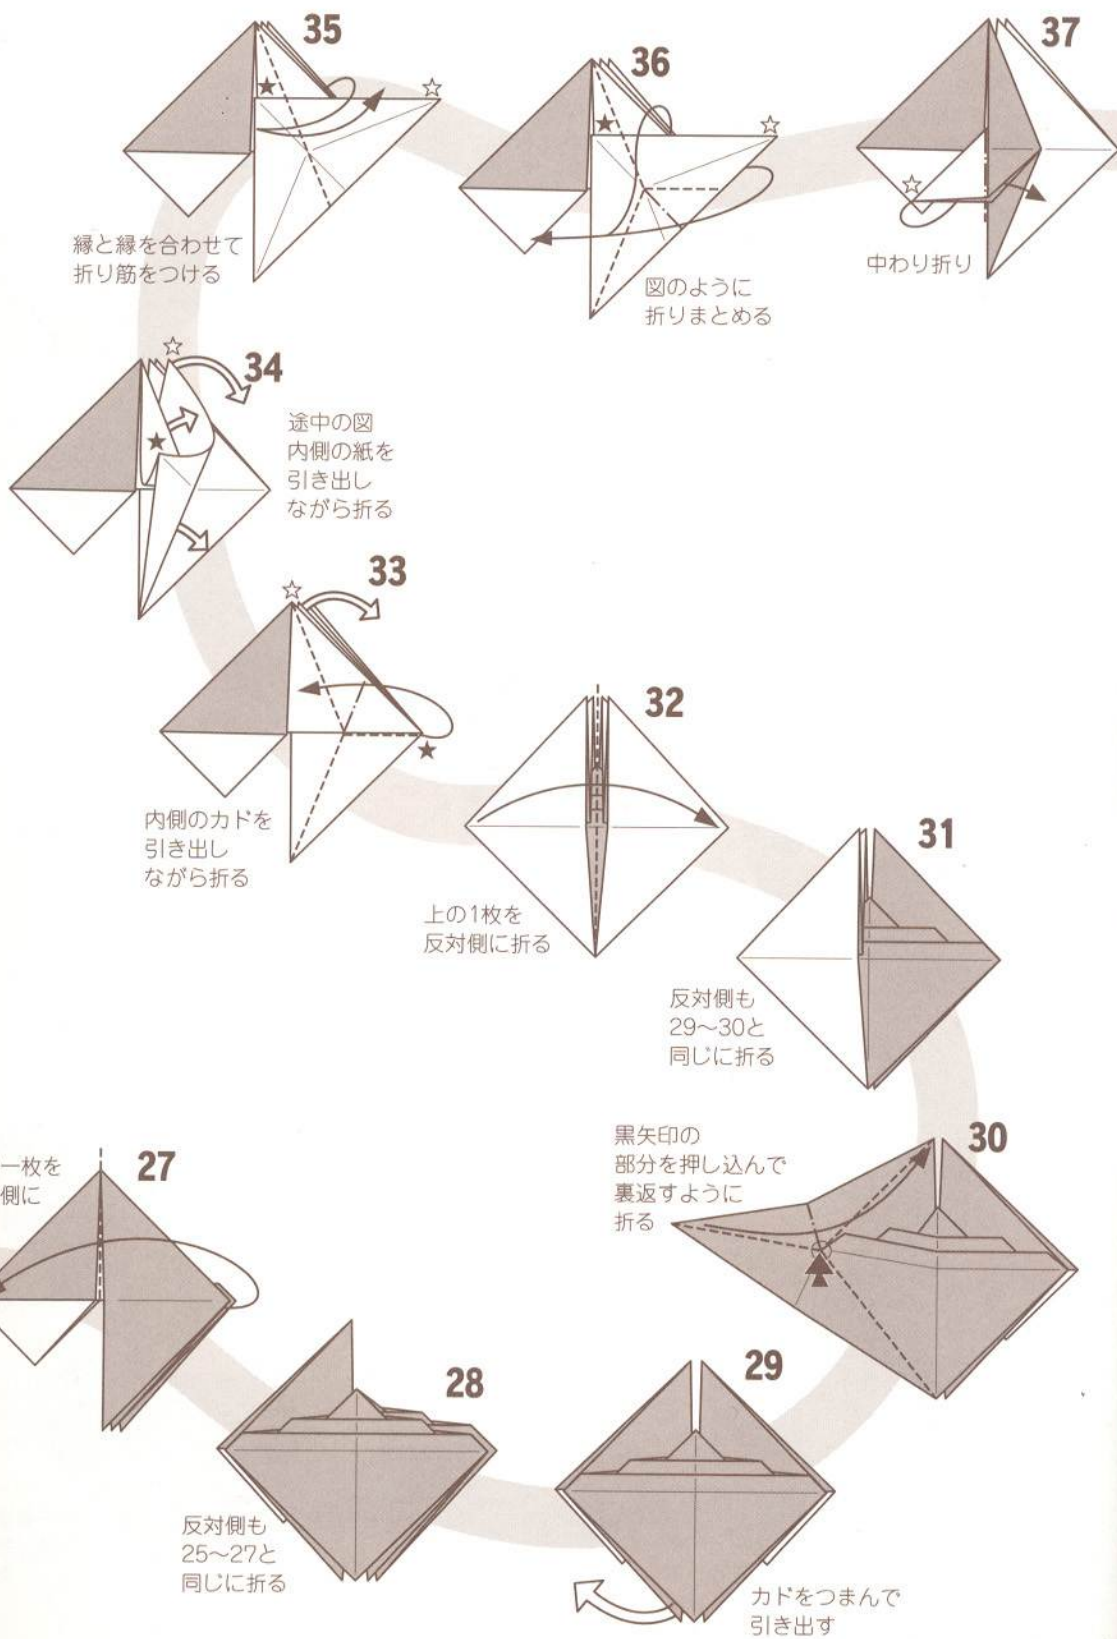 一枚を
側に
27
28
反対側も
25〜27と
同じに折る
29
カドをつまんで
引き出す
30
黒矢印の
部分を押し込んで
裏返すように
折る
31
反対側も
29〜30と
同じに折る
32
上の1枚を
反対側に折る
☆
33
★
内側のカドを
引き出し
ながら折る
☆
34
★
途中の図
内側の紙を
引き出し
ながら折る
35
★
☆
縁と縁を合わせて
折り筋をつける
36
★
☆
図のように
折りまとめる
37
☆
中わり折り